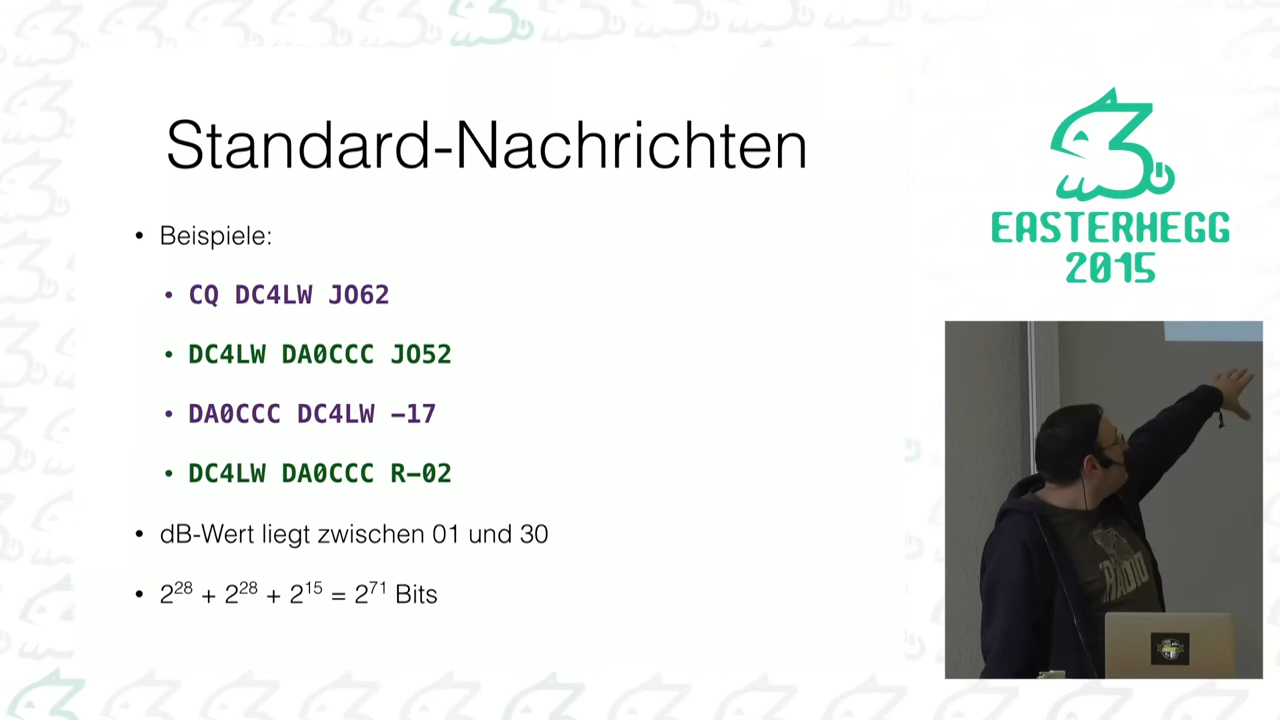 Standard-Nachrichten
• Beispiele:
• CQ DC4LW JO62
• DC4LW DA0CCC JO52
• DA0CCC DC4LW –17
• DC4LW DA0CCC R–02
• dB-Wert liegt zwischen 01 und 30
• 2²⁸ + 2²⁸ + 2¹⁵ = 2⁷¹ Bits
EASTERHEGG
2015
RADIO